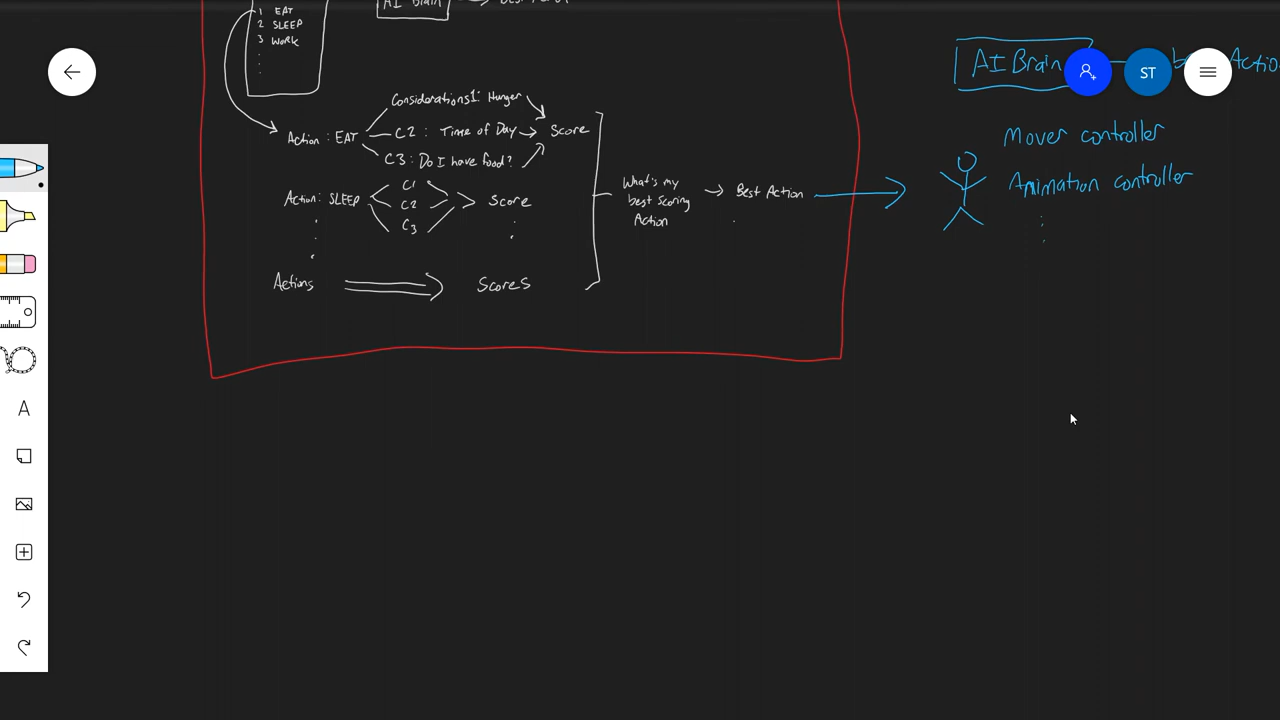 1 EAT
2 SLEEP
3 WORK
AI Brain
AI Brain
Action
ST
Mover controller
Animation controller
Considerations1: Hunger
Action: EAT
C2: Time of Day
Score
C3: Do I have food?
Action: SLEEP
C1
C2
C3
Score
What's my
best scoring
Action
Best Action
Actions
Scores
A